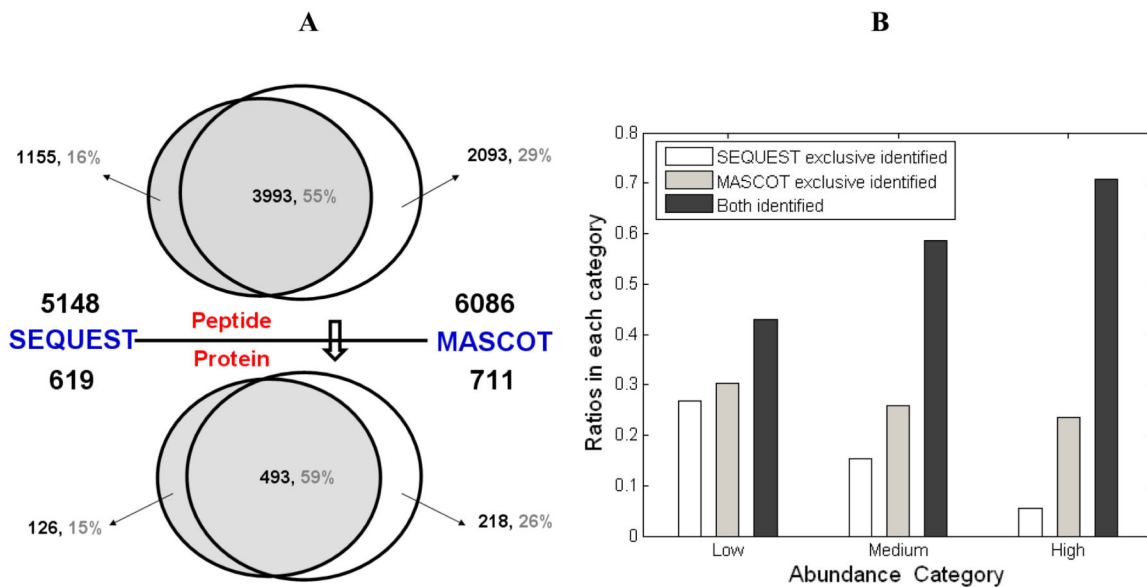 A
1155, 16%
2093, 29%
3993, 55%
5148
6086
Peptide
SEQUEST
MASCOT
Protein
619
711
493, 59%
126, 15%
218, 26%
B
0.8
0.7
0.6
0.5
0.4
0.3
0.2
0.1
0
Ratios in each category
SEQUEST exclusive identified
MASCOT exclusive identified
Both identified
Low
Medium
High
Abundance Category